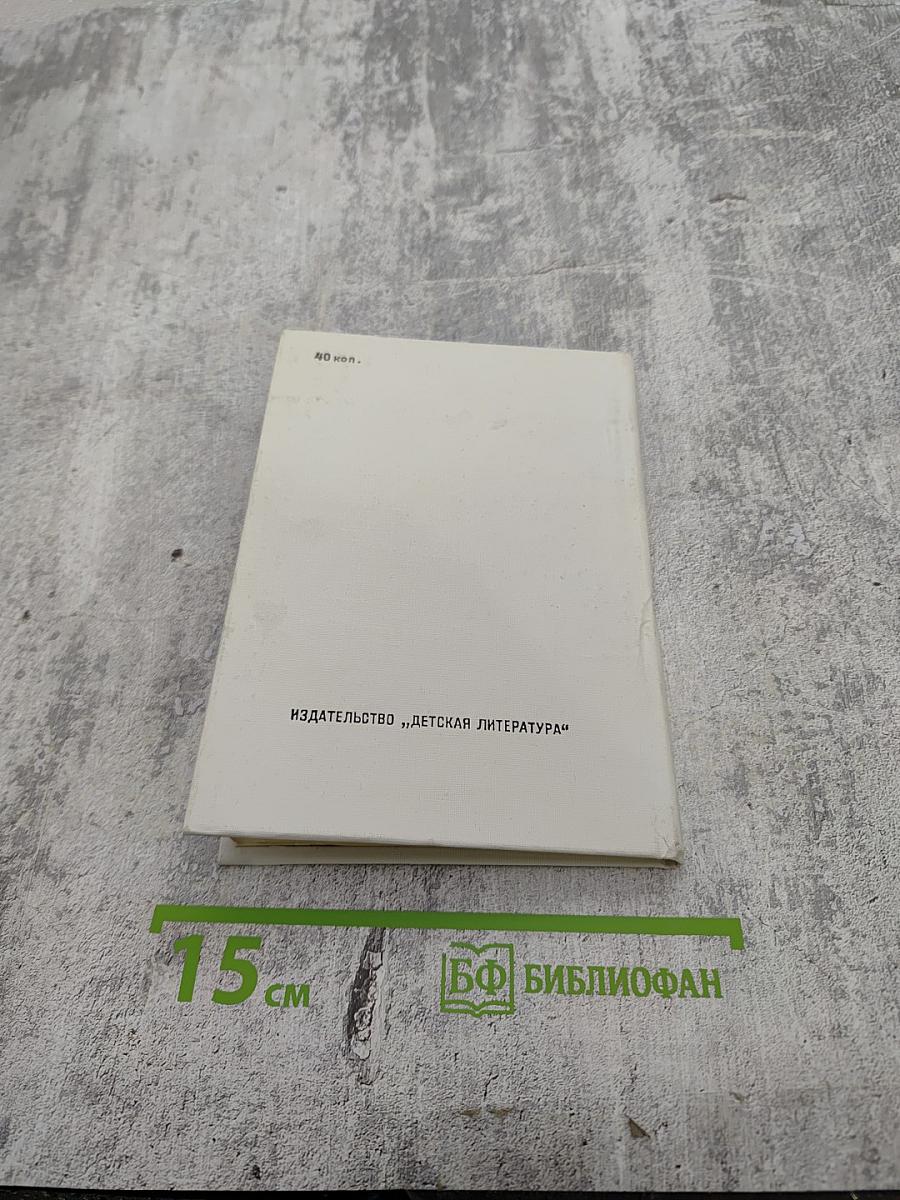 40 коп.
ИЗДАТЕЛЬСТВО „ДЕТСКАЯ ЛИТЕРАТУРА“
15 см
БФ БИБЛИОФАН